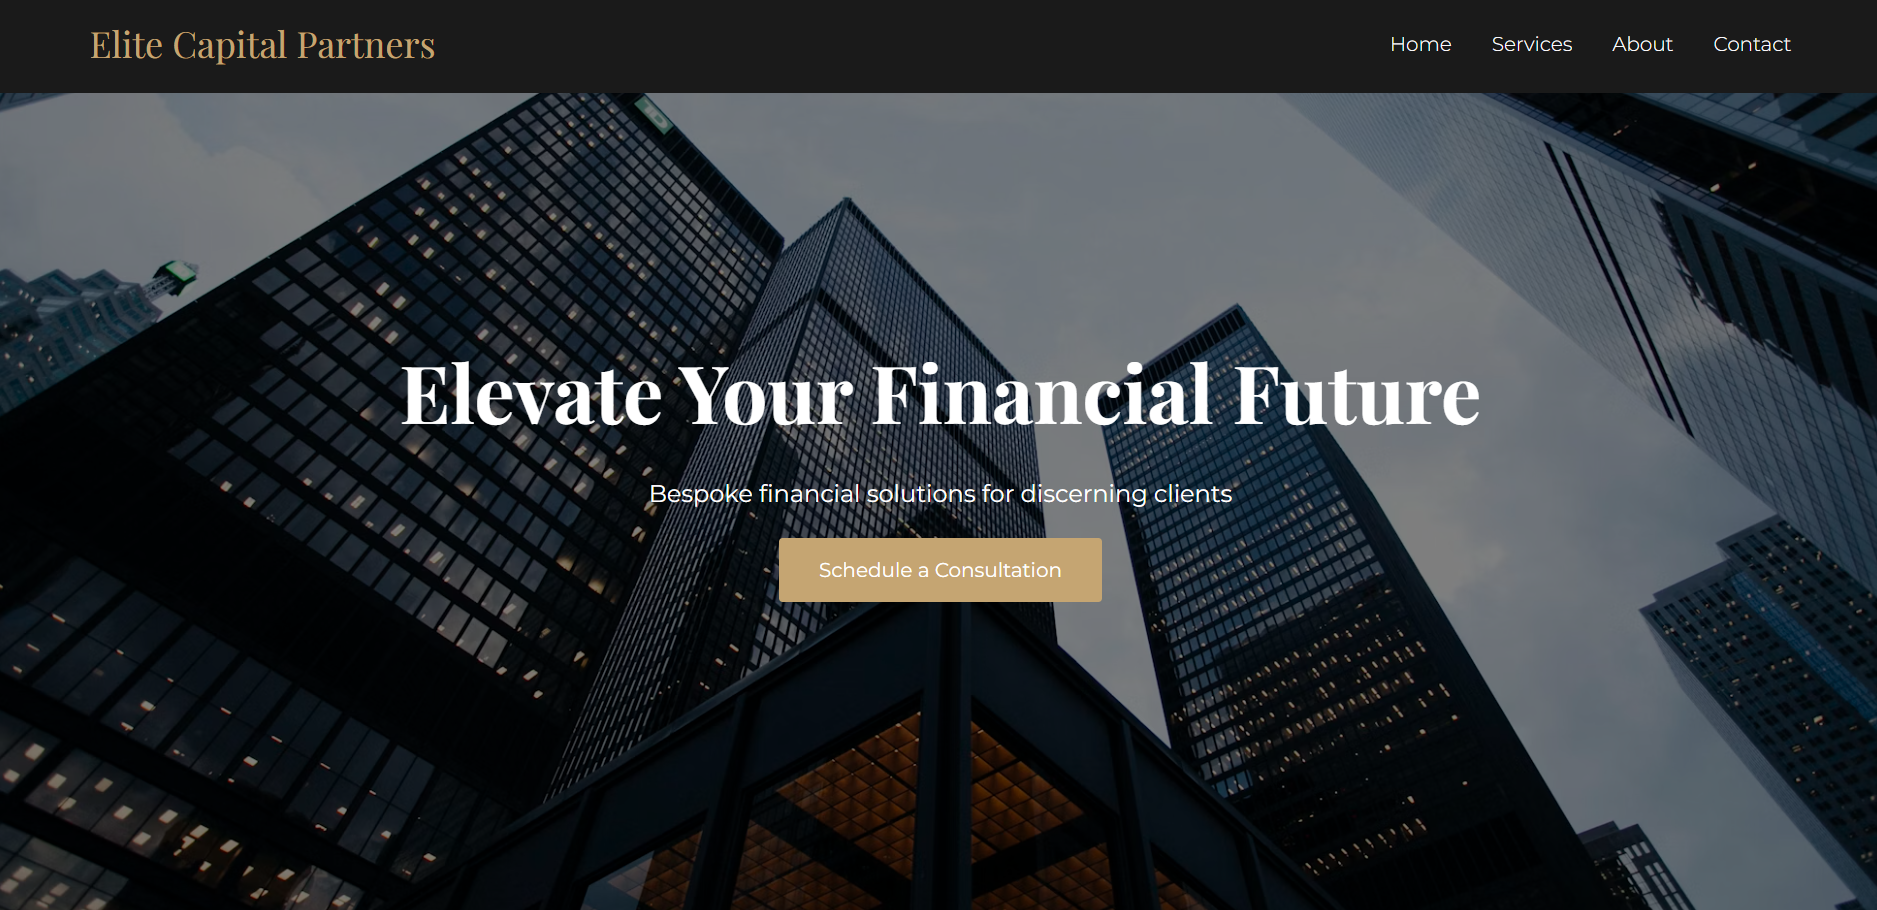 Elite Capital Partners
Home Services About Contact
Elevate Your Financial Future
Bespoke financial solutions for discerning clients
Schedule a Consultation